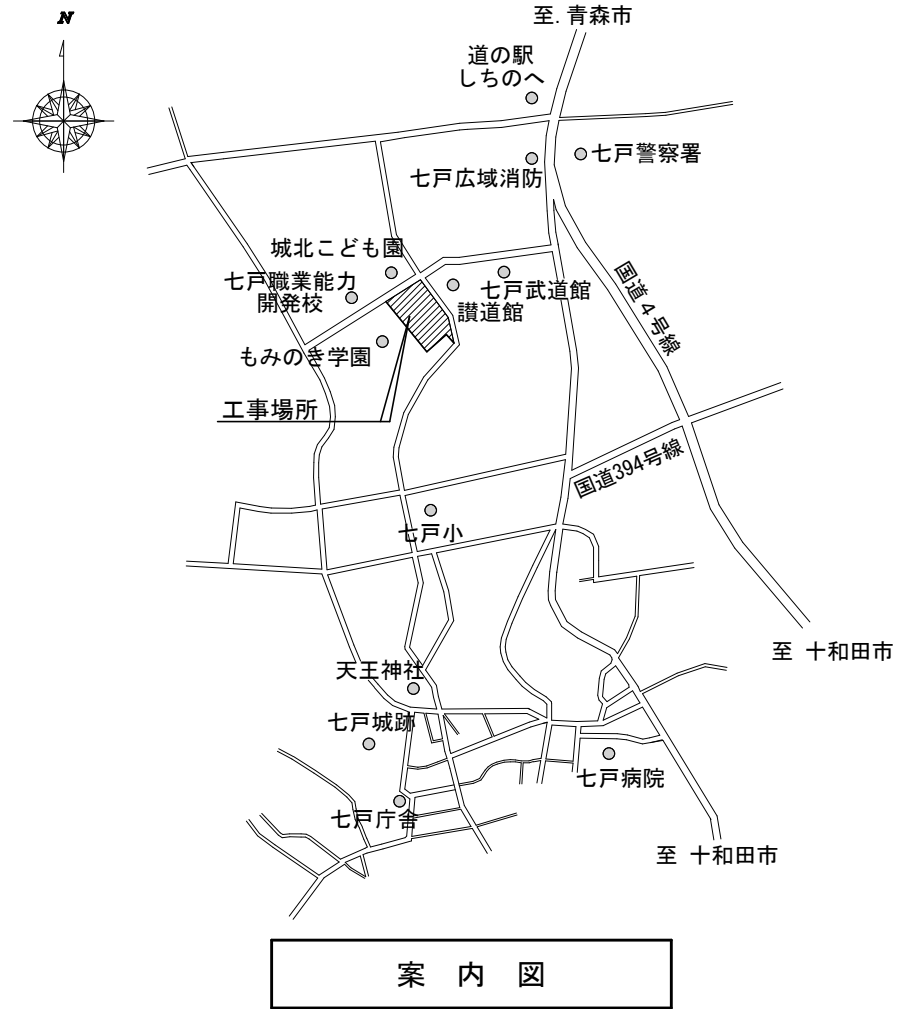 N
至.青森市
道の駅
しちのへ
七戸警察署
七戸広域消防
城北こども園
七戸職業能力
開発校
七戸武道館
讃道館
国道4号線
もみのき学園
工事場所
国道394号線
七戸小
至 十和田市
天王神社
七戸城跡
七戸病院
七戸庁舎
至 十和田市
案 内 図